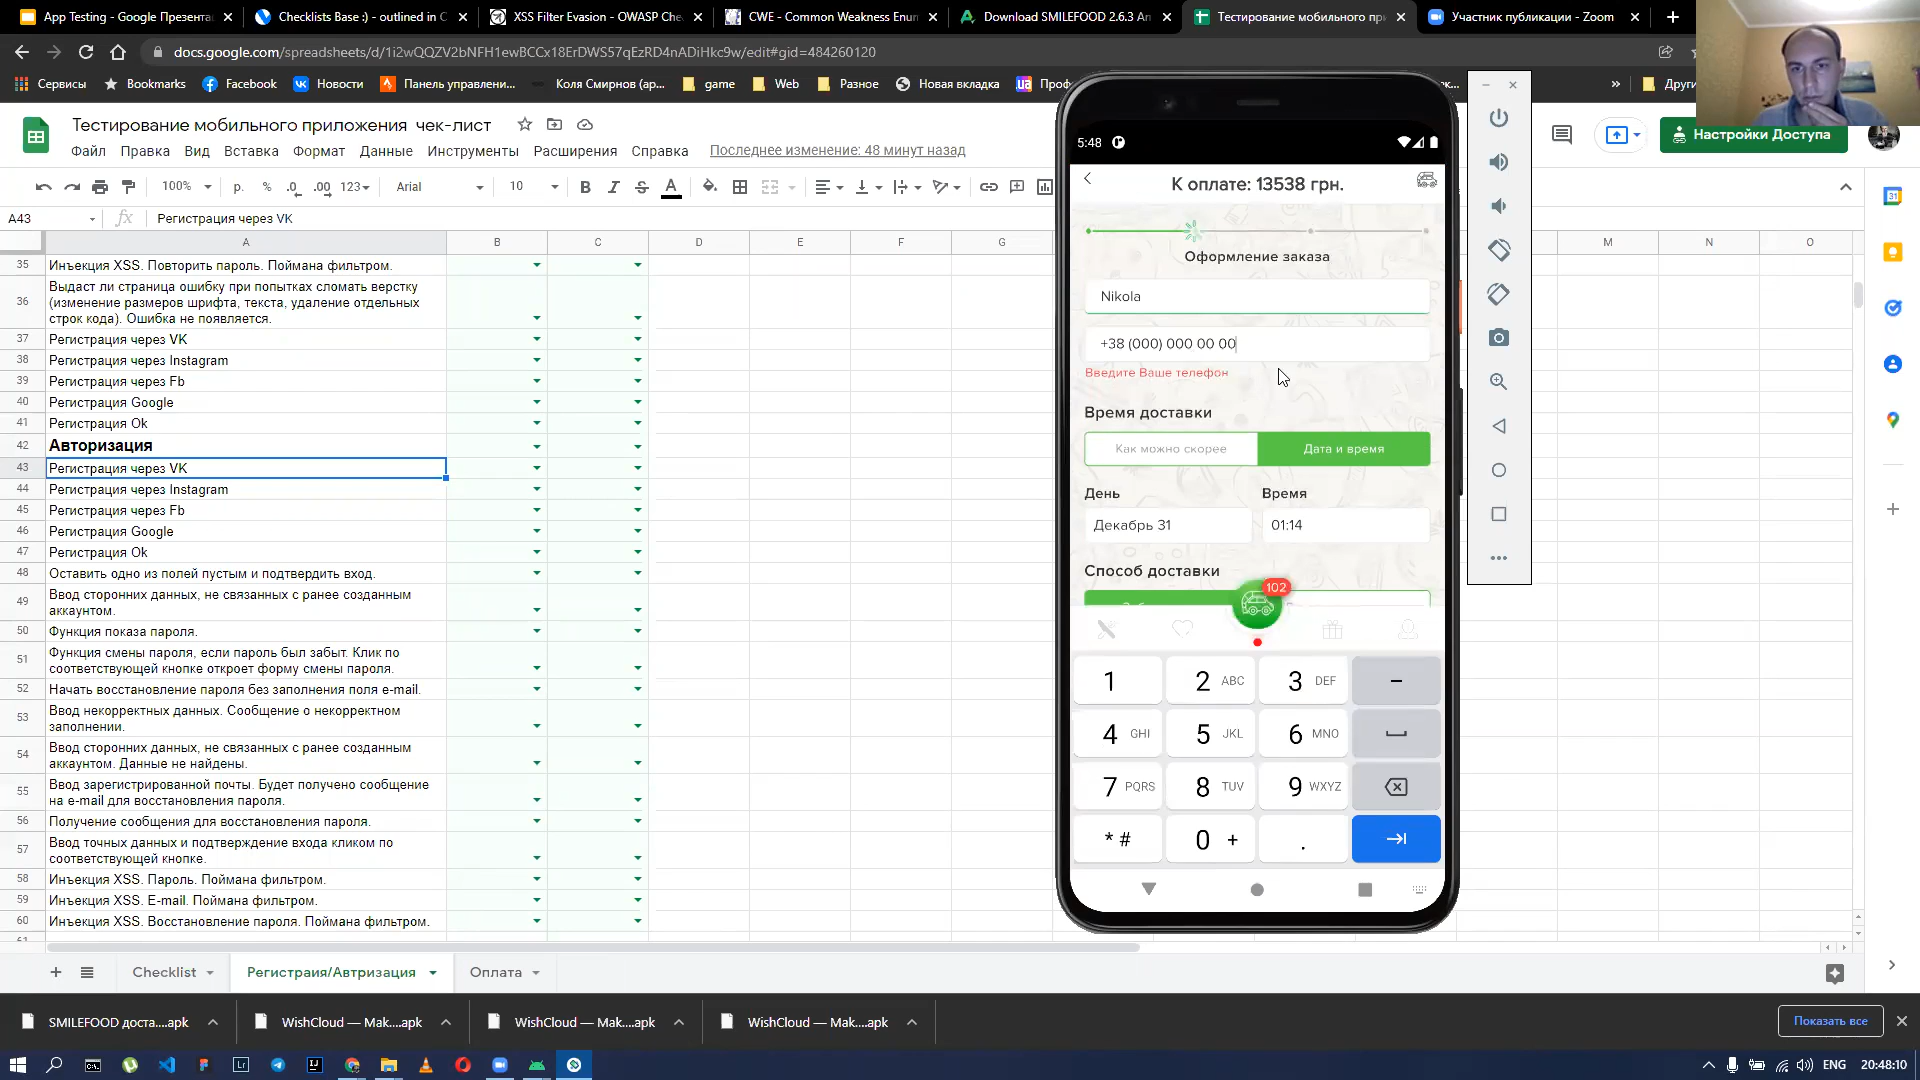 App Testing - Google Презента
Checklists Base :) - outlined in C
XSS Filter Evasion - OWASP Che
CWE - Common Weakness Enum
Download SMILEFOOD 2.6.3 An
Тестирование мобильного пр
Участник публикации - Zoom
docs.google.com/spreadsheets/d/1i2wQQZV2bNFH1ewBCCx18ErDWS57qEzRD4nADiHkc9w/edit#gid=484260120
Сервисы
Bookmarks
Facebook
Новости
Панель управлени...
Коля Смирнов (ар...
game
Web
Разное
Новая вкладка
Проф
к...
»
Други
Тестирование мобильного приложения чек-лист
Файл Правка Вид Вставка Формат Данные Инструменты Расширения Справка Последнее изменение: 48 минут назад
Настройки Доступа
100% р. % .0 .00 123 Arial 10 B I S A
A43 fx Регистрация через VK
A B C D E F G M N O
35 Инъекция XSS. Повторить пароль. Поймана фильтром.
36 Выдаст ли страница ошибку при попытках сломать верстку
(изменение размеров шрифта, текста, удаление отдельных
строк кода). Ошибка не появляется.
37 Регистрация через VK
38 Регистрация через Instagram
39 Регистрация через Fb
40 Регистрация Google
41 Регистрация Ok
42 Авторизация
43 Регистрация через VK
44 Регистрация через Instagram
45 Регистрация через Fb
46 Регистрация Google
47 Регистрация Ok
48 Оставить одно из полей пустым и подтвердить вход.
49 Ввод сторонних данных, не связанных с ранее созданным
аккаунтом.
50 Функция показа пароля.
51 Функция смены пароля, если пароль был забыт. Клик по
соответствующей кнопке откроет форму смены пароля.
52 Начать восстановление пароля без заполнения поля e-mail.
53 Ввод некорректных данных. Сообщение о некорректном
заполнении.
54 Ввод сторонних данных, не связанных с ранее созданным
аккаунтом. Данные не найдены.
55 Ввод зарегистрированной почты. Будет получено сообщение
на e-mail для восстановления пароля.
56 Получение сообщения для восстановления пароля.
57 Ввод точных данных и подтверждение входа кликом по
соответствующей кнопке.
58 Инъекция XSS. Пароль. Поймана фильтром.
59 Инъекция XSS. E-mail. Поймана фильтром.
60 Инъекция XSS. Восстановление пароля. Поймана фильтром.
5:48
К оплате: 13538 грн.
Оформление заказа
Nikola
+38 (000) 000 00 00
Введите Ваше телефон
Время доставки
Как можно скорее Дата и время
День Время
Декабрь 31 01:14
Способ доставки
102
1 2 ABC 3 DEF −
4 GHI 5 JKL 6 MNO
7 PQRS 8 TUV 9 WXYZ
* # 0 + .
Checklist Регистраия/Автризация Оплата
SMILEFOOD доста....apk
WishCloud — Mak....apk
WishCloud — Mak....apk
WishCloud — Mak....apk
Показать все
ENG 20:48:10